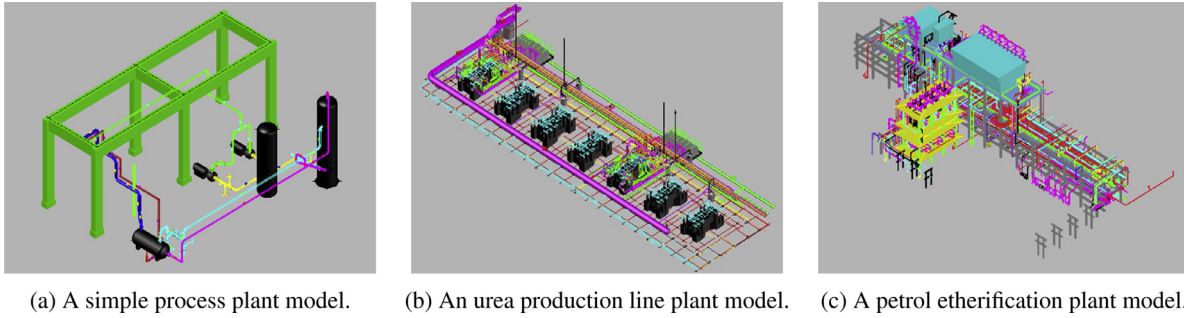 (a) A simple process plant model.
(b) An urea production line plant model.
(c) A petrol etherification plant model.